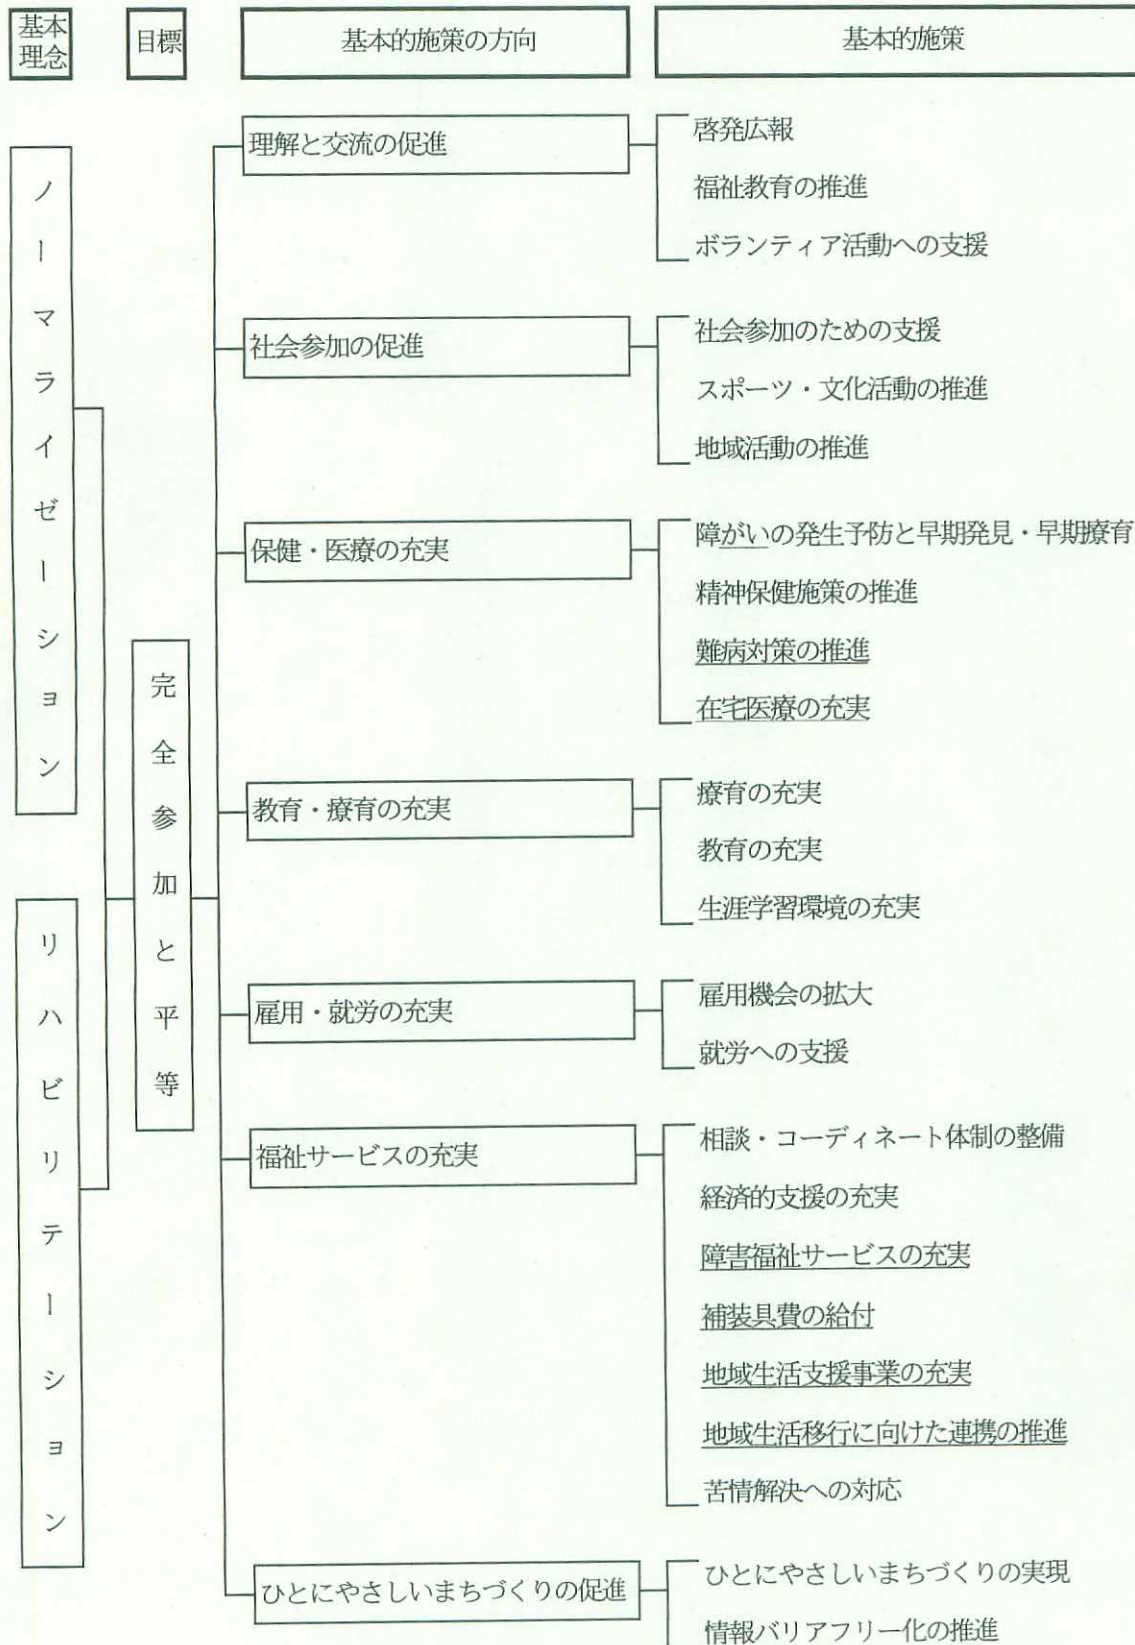 基本
理念
目標
基本的施策の方向
基本的施策
ノーマライゼーション
リハビリテーション
完全参加と平等
理解と交流の促進
啓発広報
福祉教育の推進
ボランティア活動への支援
社会参加の促進
社会参加のための支援
スポーツ・文化活動の推進
地域活動の推進
保健・医療の充実
障がいの発生予防と早期発見・早期療育
精神保健施策の推進
難病対策の推進
在宅医療の充実
教育・療育の充実
療育の充実
教育の充実
生涯学習環境の充実
雇用・就労の充実
雇用機会の拡大
就労への支援
福祉サービスの充実
相談・コーディネート体制の整備
経済的支援の充実
障害福祉サービスの充実
補装具費の給付
地域生活支援事業の充実
地域生活移行に向けた連携の推進
苦情解決への対応
ひとにやさしいまちづくりの促進
ひとにやさしいまちづくりの実現
情報バリアフリー化の推進